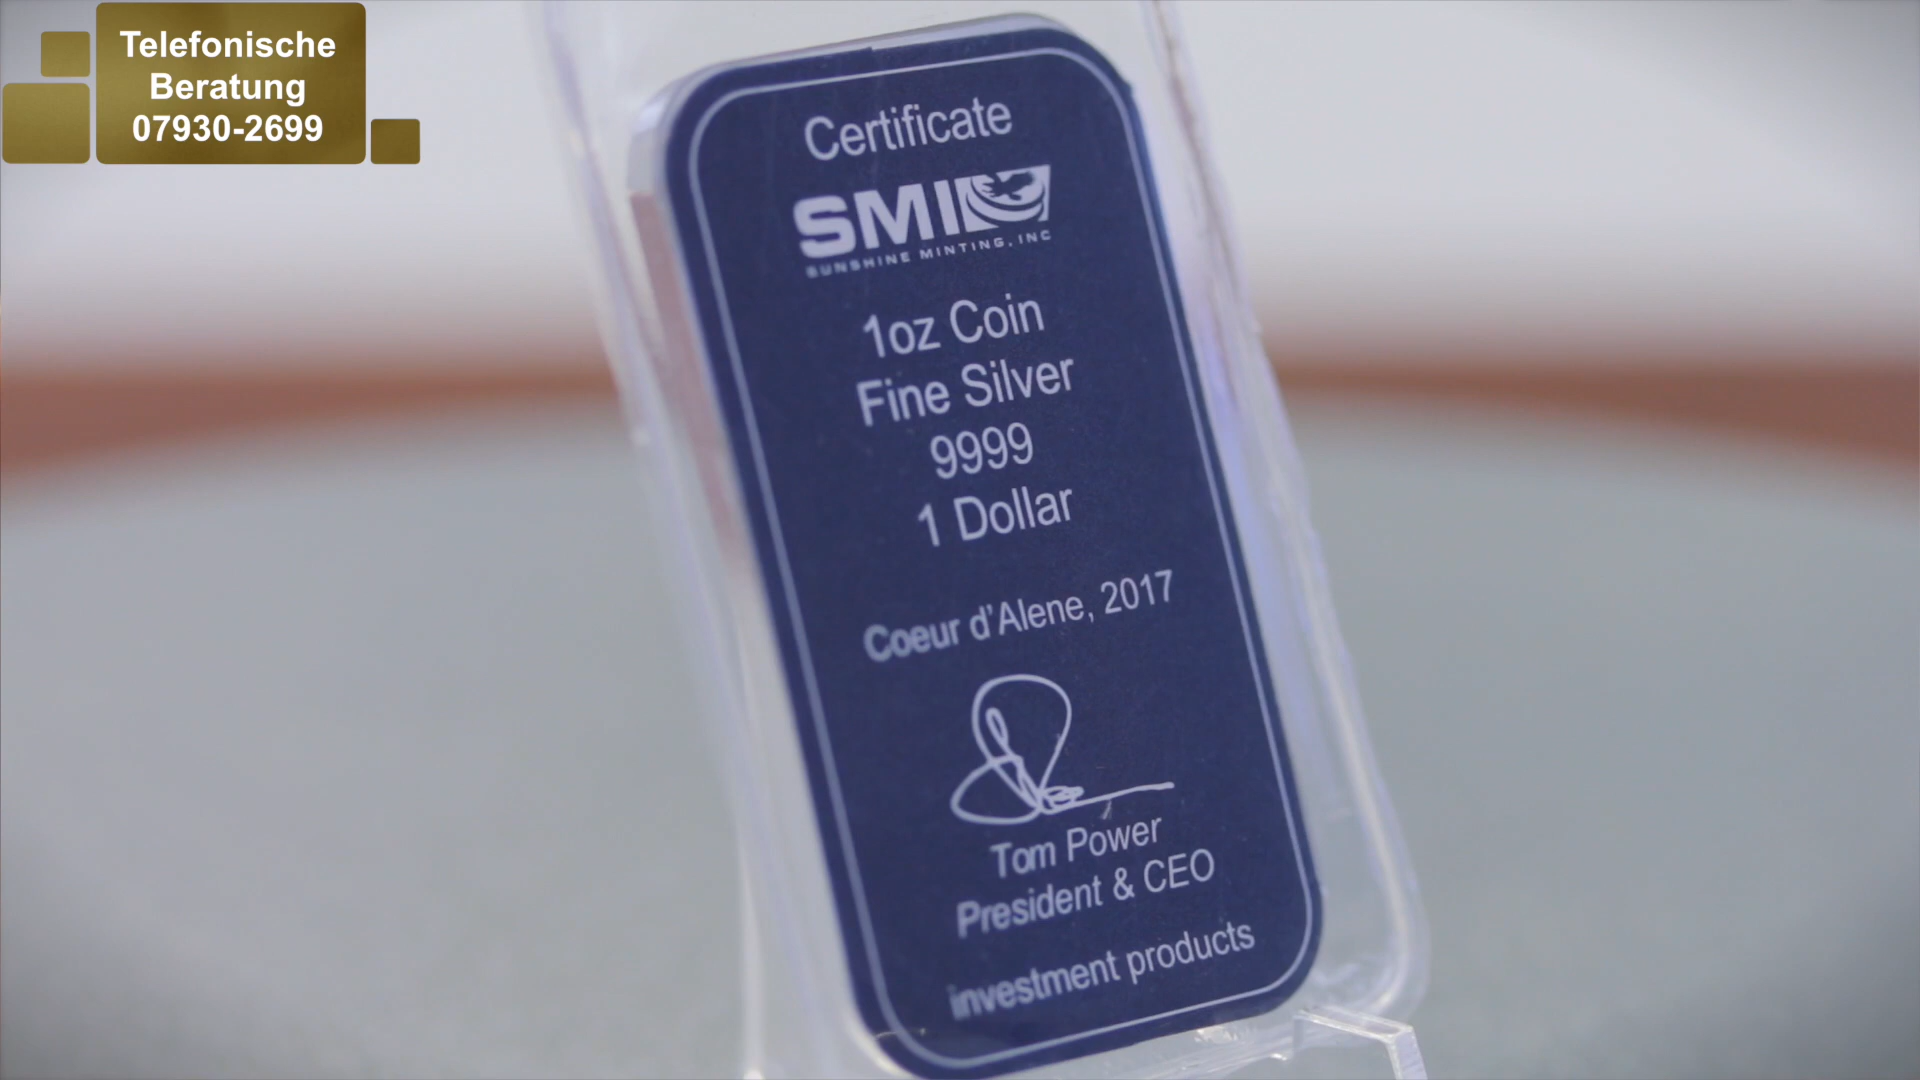 Telefonische
Beratung
07930-2699
Certificate
SMI
SUNSHINE MINTING, INC
1oz Coin
Fine Silver
9999
1 Dollar
Coeur d'Alene, 2017
Tom Power
President & CEO
investment products